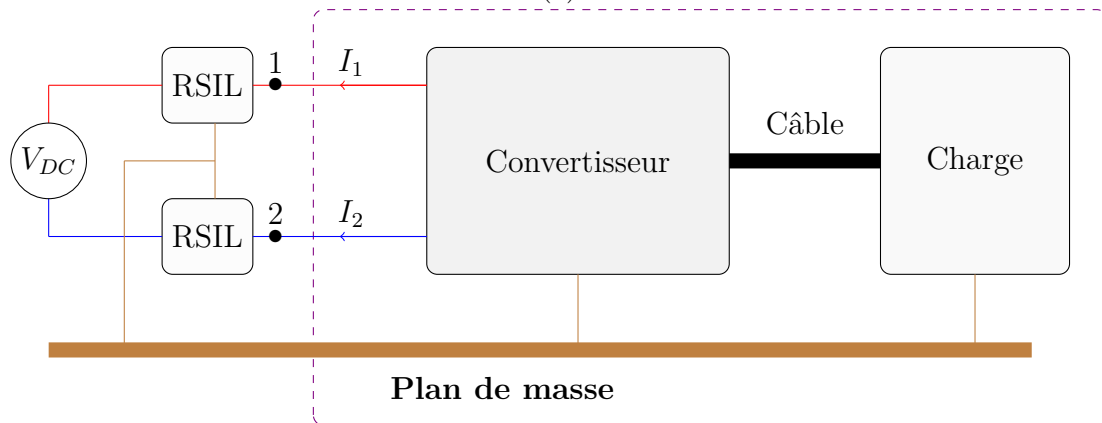 1
I₁
RSIL
Câble
V_DC
Convertisseur
Charge
2
I₂
RSIL
Plan de masse